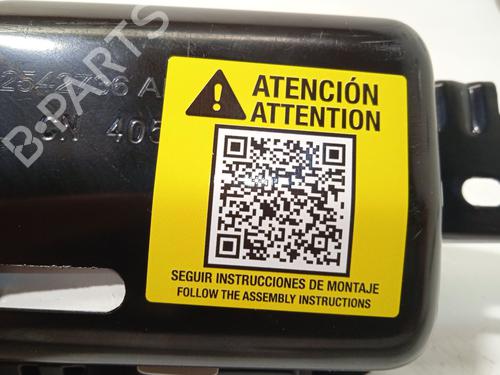 B-PARTS
ATENCIÓN
ATTENTION
SEGUIR INSTRUCCIONES DE MONTAJE
FOLLOW THE ASSEMBLY INSTRUCTIONS